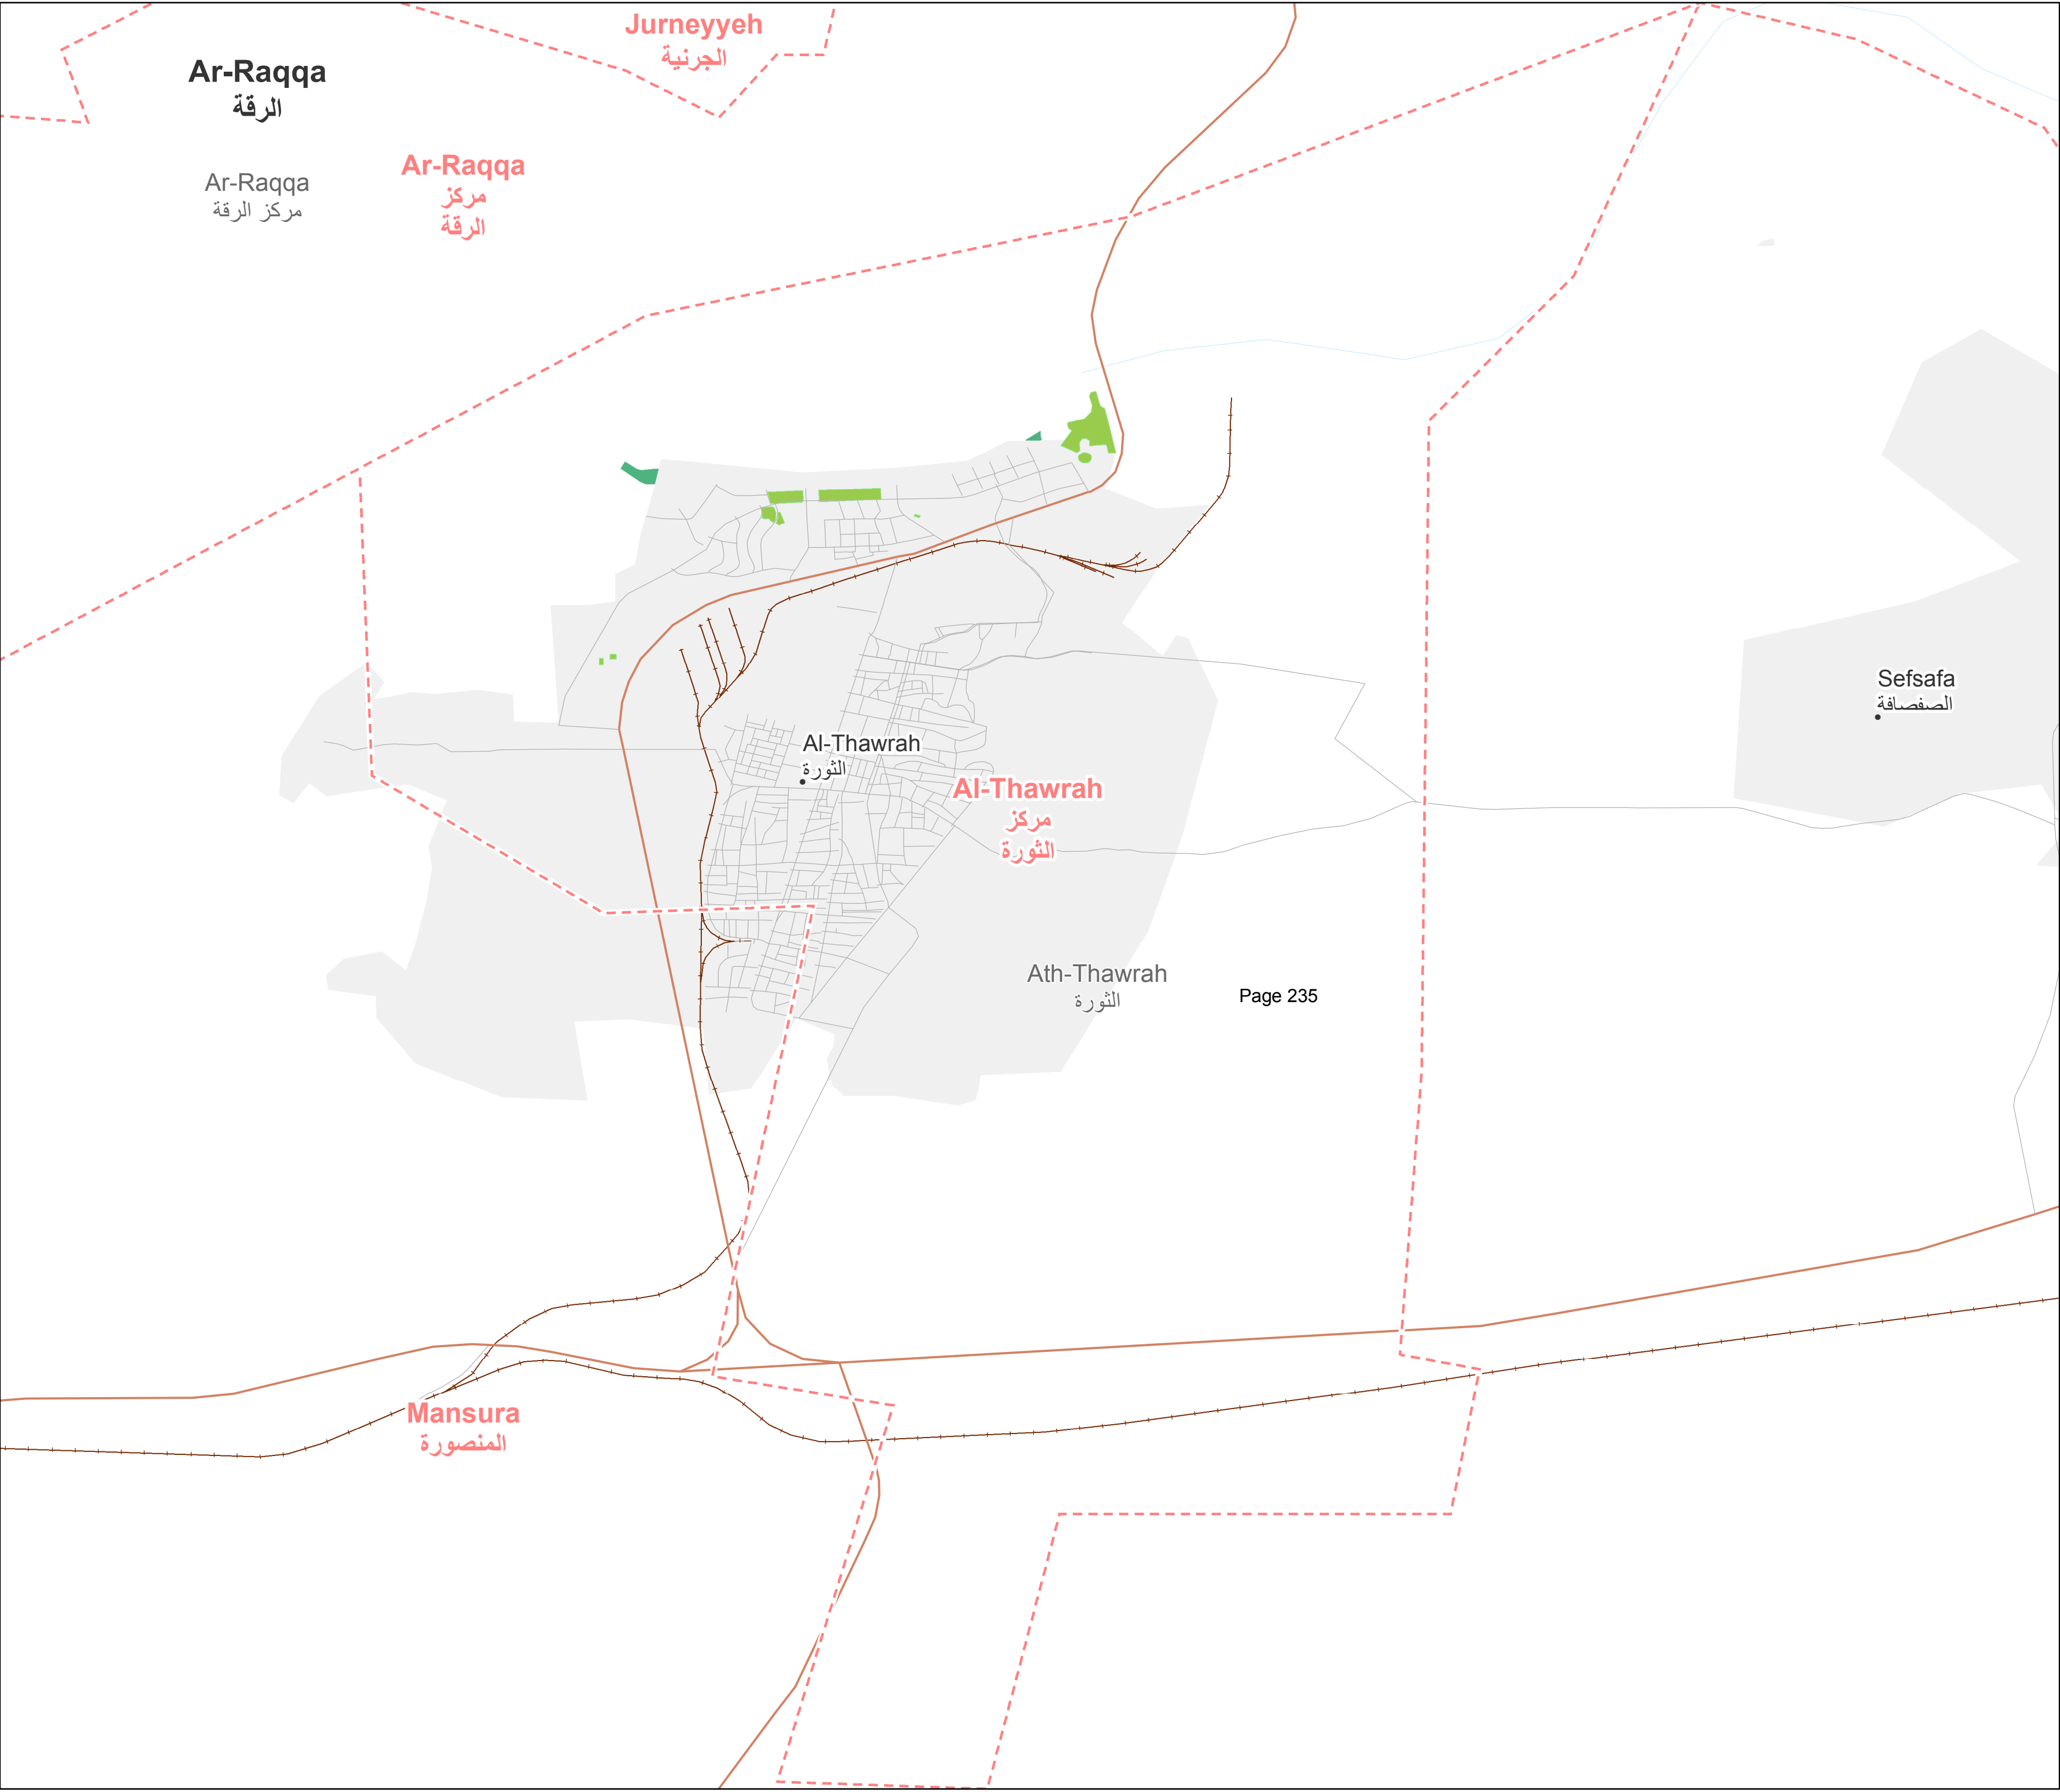 Jurneyyeh
الجرنية
Ar-Raqqa
الرقة
Ar-Raqqa
مركز
الرقة
Ar-Raqqa
مركز الرقة
Sefsafa
الصفصافة
Al-Thawrah
الثورة
Al-Thawrah
مركز
الثورة
Ath-Thawrah
الثورة
Page 235
Mansura
المنصورة